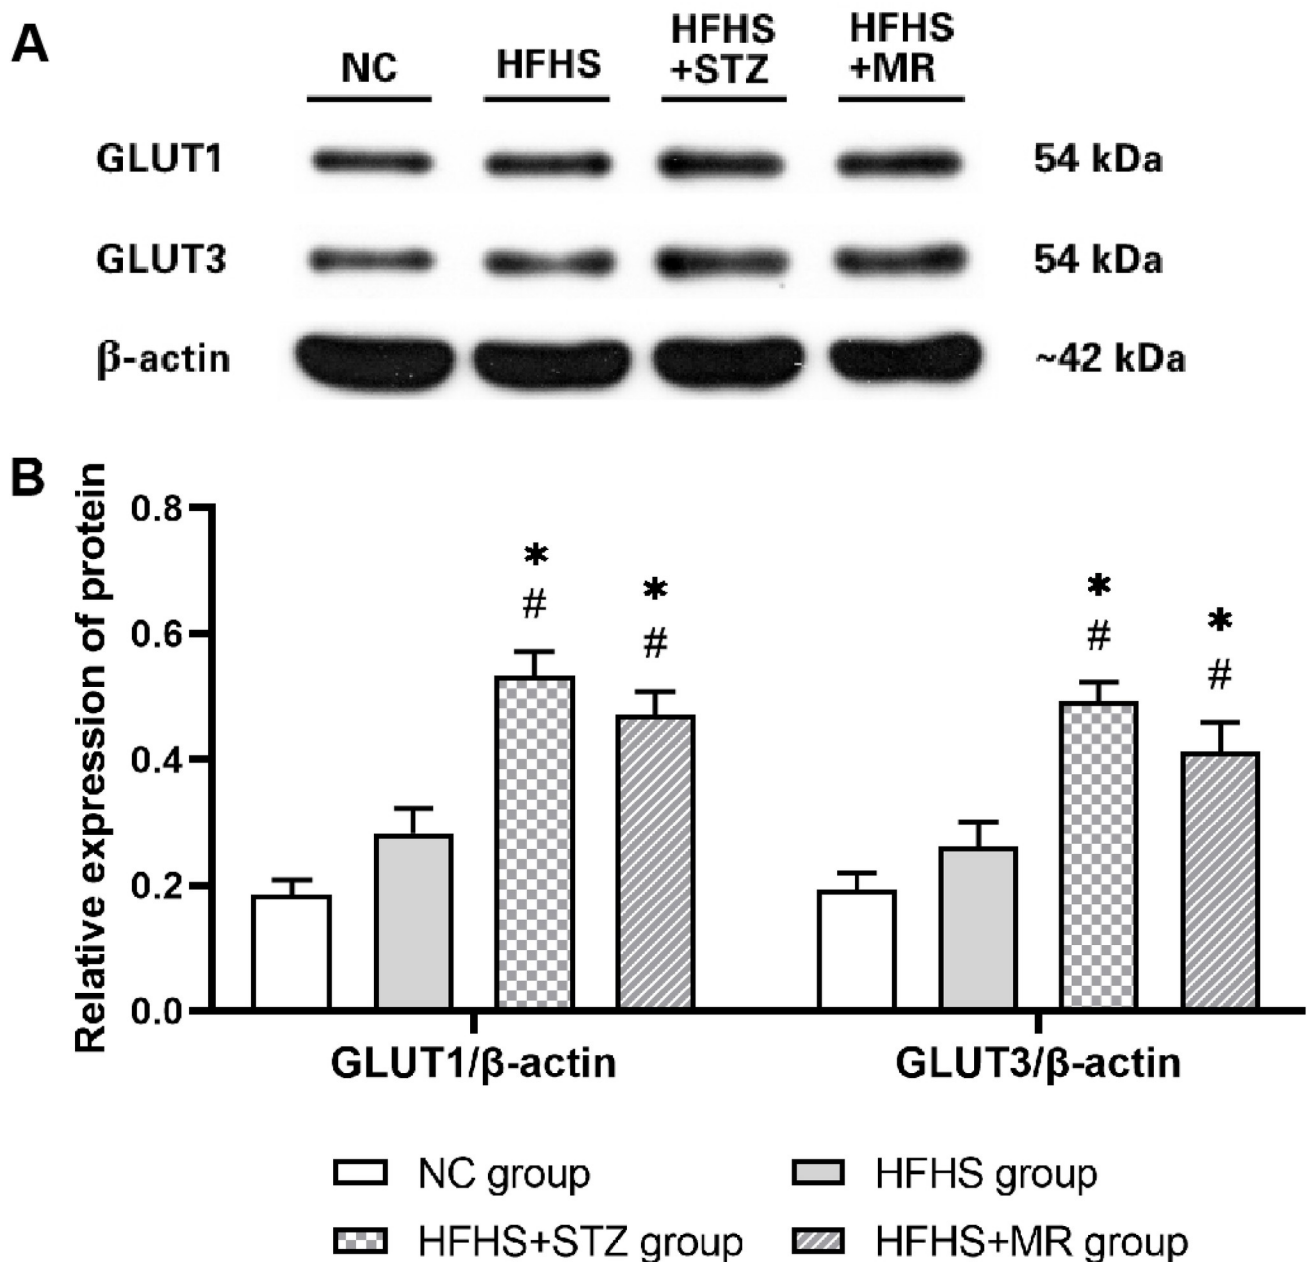 A
NC
HFHS
HFHS
+STZ
HFHS
+MR
GLUT1
54 kDa
GLUT3
54 kDa
β-actin
~42 kDa
B
Relative expression of protein
0.8
0.6
0.4
0.2
0.0
*
#
*
#
*
#
*
#
GLUT1/β-actin
GLUT3/β-actin
NC group
HFHS group
HFHS+STZ group
HFHS+MR group